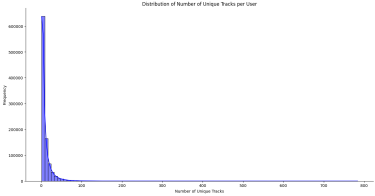 Distribution of Number of Unique Tracks per User
Frequency
600000
500000
400000
300000
200000
100000
0
0 100 200 300 400 500 600 700 800
Number of Unique Tracks